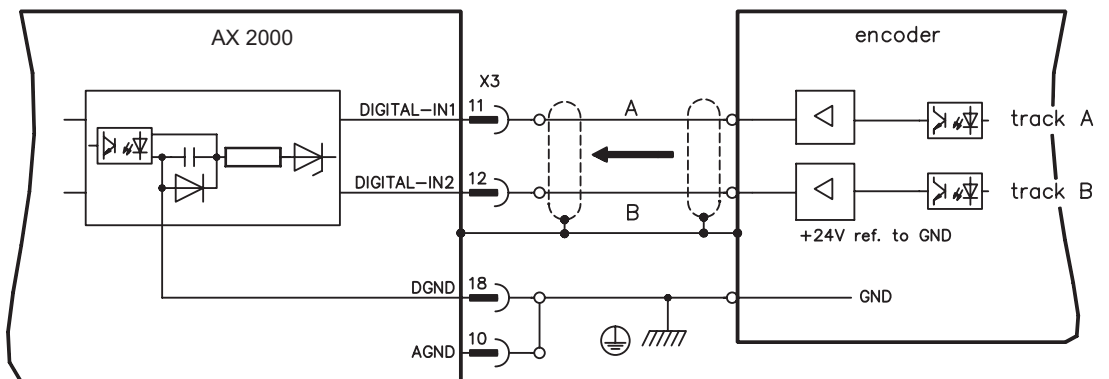 AX 2000
encoder
X3
DIGITAL-IN1 11 A track A
DIGITAL-IN2 12 B track B
+24V ref. to GND
DGND 18 GND
AGND 10